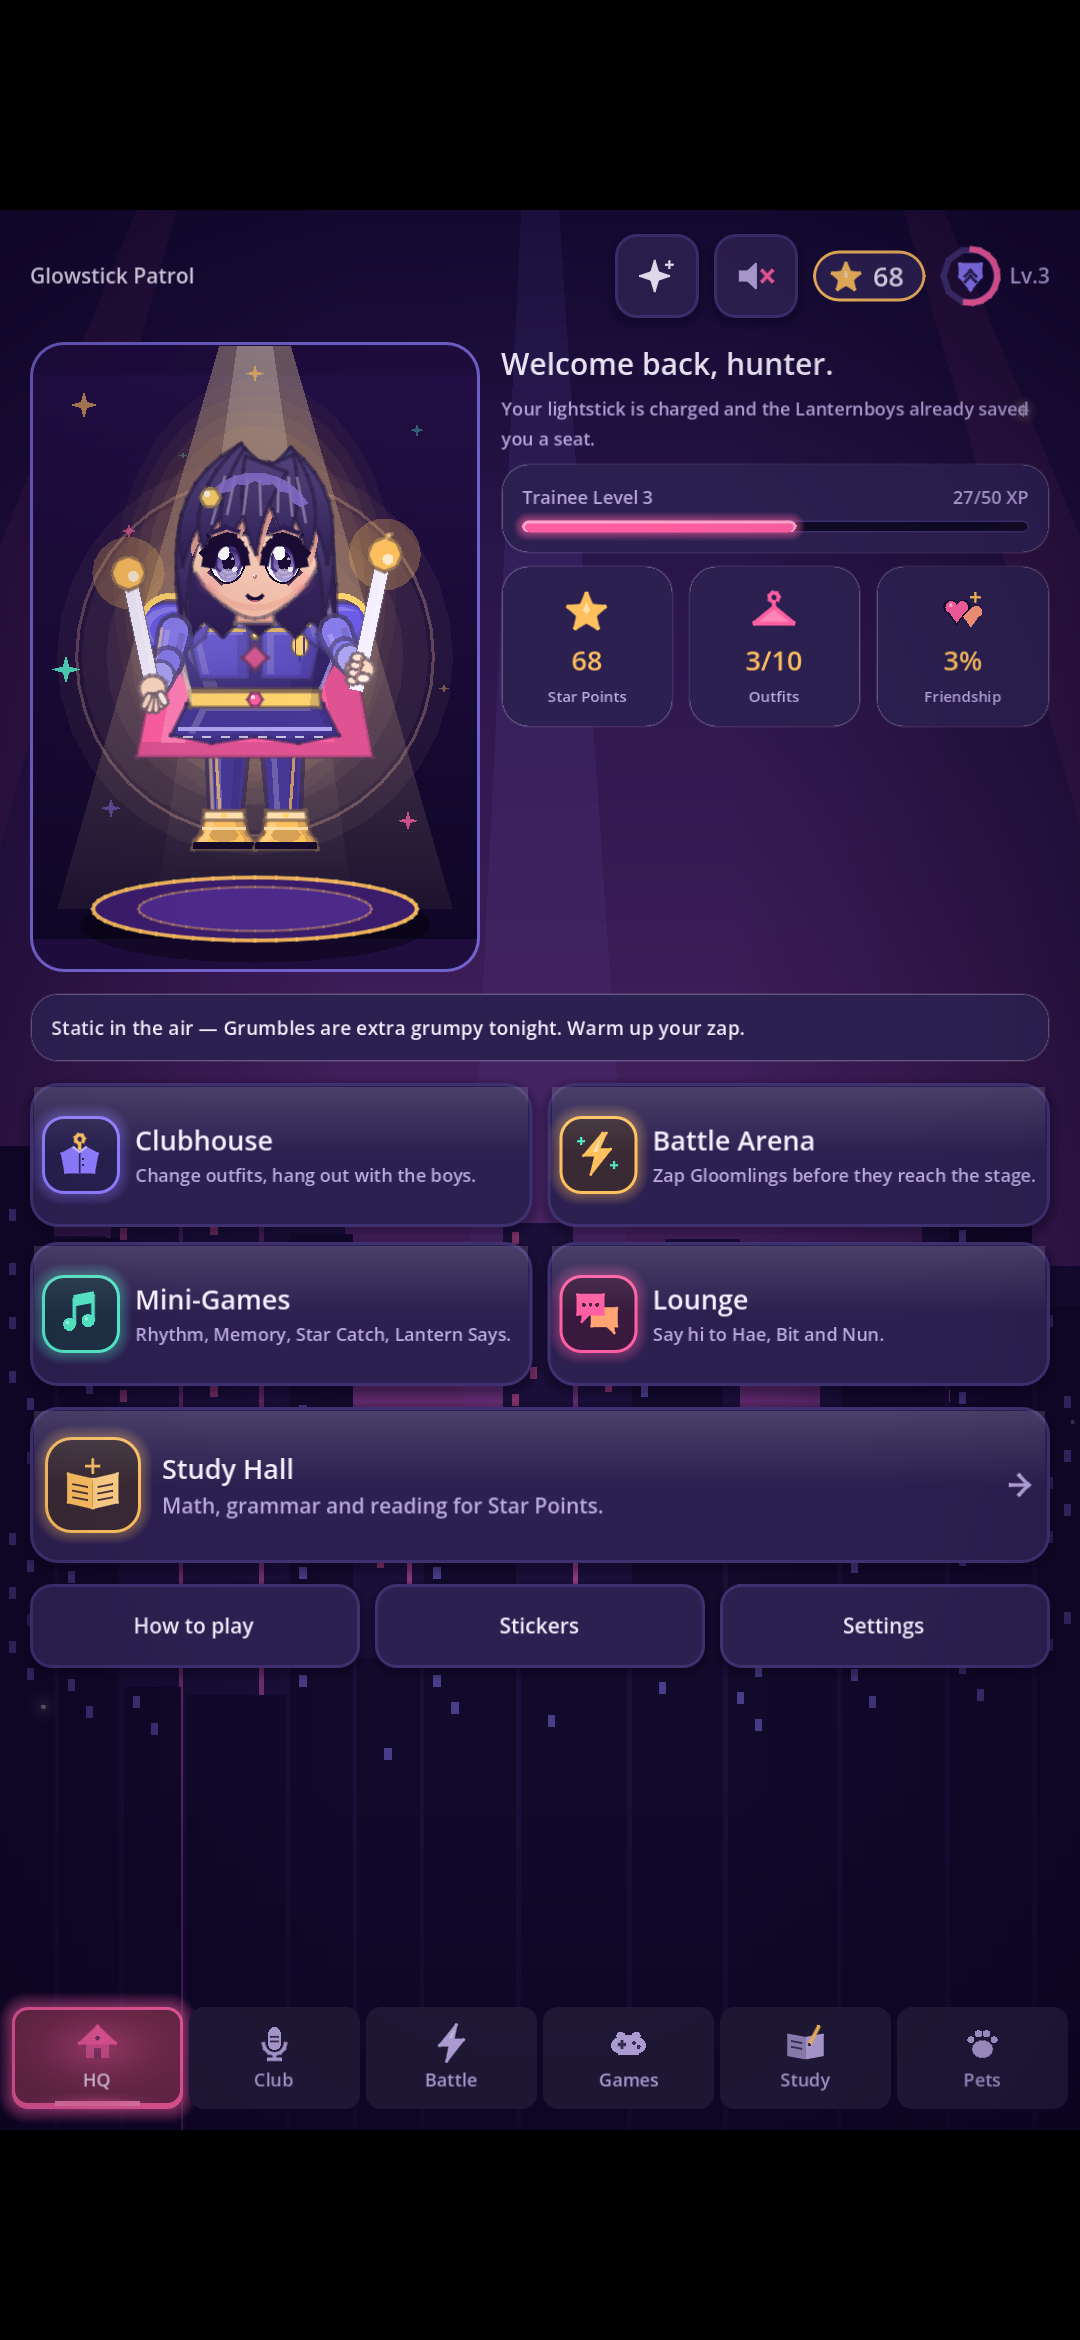 Glowstick Patrol
68
Lv.3
Welcome back, hunter.
Your lightstick is charged and the Lanternboys already saved
you a seat.
Trainee Level 3
27/50 XP
68
Star Points
3/10
Outfits
3%
Friendship
Static in the air — Grumbles are extra grumpy tonight. Warm up your zap.
Clubhouse
Change outfits, hang out with the boys.
Battle Arena
Zap Gloomlings before they reach the stage.
Mini-Games
Rhythm, Memory, Star Catch, Lantern Says.
Lounge
Say hi to Hae, Bit and Nun.
Study Hall
Math, grammar and reading for Star Points.
How to play
Stickers
Settings
HQ
Club
Battle
Games
Study
Pets